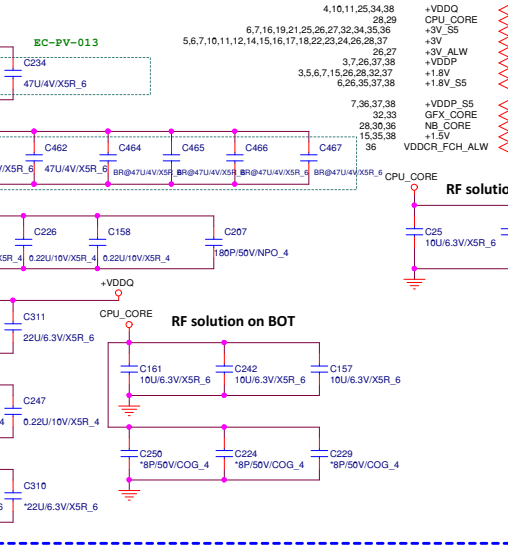 4,10,11,25,34,38 +VDDQ
28,29 CPU_CORE
6,7,16,19,21,25,26,27,32,34,35,36 +3V_S5
5,6,7,10,11,12,14,15,16,17,18,22,23,24,26,28,37 +3V
26,27 +3V_ALW
3,7,26,37,38 +VDDP
3,5,6,7,15,26,28,32,37 +1.8V
6,26,35,37,38 +1.8V_S5
7,36,37,38 +VDDP_S5
32,33 GFX_CORE
28,30,36 NB_CORE
15,35,38 +1.5V
36 VDDCR_FCH_ALW
EC-PV-013
C234
47U/4V/X5R_6
C462 C464 C465 C466 C467
/X5R_6 47U/4V/X5R_6 BR@47U/4V/X5R_6 BR@47U/4V/X5R_6 BR@47U/4V/X5R_6 BR@47U/4V/X5R_6
CPU_CORE
RF solutio
C25
10U/6.3V/X5R_6
C226 C158 C207
X5R_4 0.22U/10V/X5R_4 0.22U/10V/X5R_4 180P/50V/NPO_4
+VDDQ
CPU_CORE
RF solution on BOT
C311
22U/6.3V/X5R_6
C161 C242 C157
10U/6.3V/X5R_6 10U/6.3V/X5R_6 10U/6.3V/X5R_6
C247
_4 0.22U/10V/X5R_4
C250 C224 C229
*8P/50V/COG_4 *8P/50V/COG_4 *8P/50V/COG_4
C310
6 *22U/6.3V/X5R_6